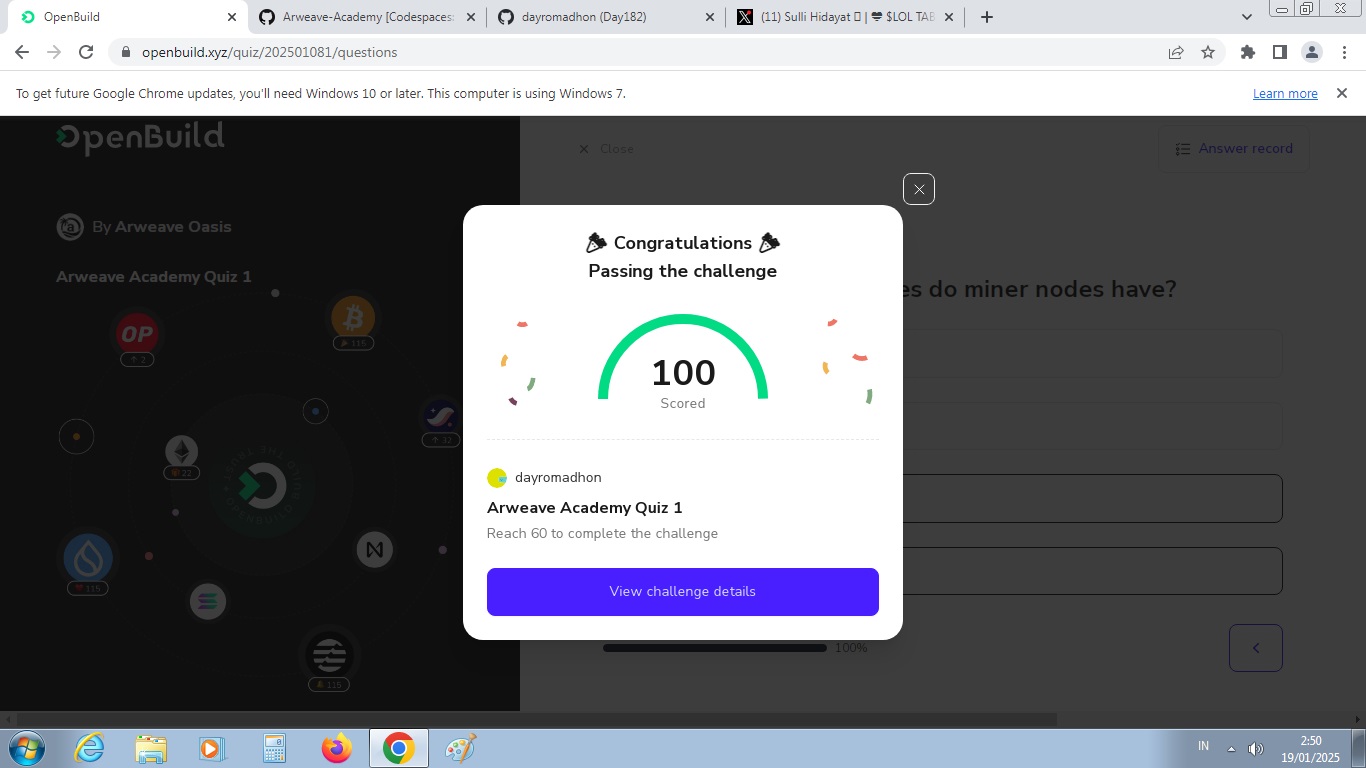 OpenBuild
Arweave-Academy [Codespaces:
dayromadhon (Day182)
(11) Sulli Hidayat
| $LOL TAB
openbuild.xyz/quiz/202501081/questions
To get future Google Chrome updates, you'll need Windows 10 or later. This computer is using Windows 7.
Learn more
OpenBuild
Close
Answer record
By Arweave Oasis
Arweave Academy Quiz 1
OP
2
115
32
22
115
115
es do miner nodes have?
Congratulations
Passing the challenge
100
Scored
dayromadhon
Arweave Academy Quiz 1
Reach 60 to complete the challenge
View challenge details
100%
IN
2:50
19/01/2025